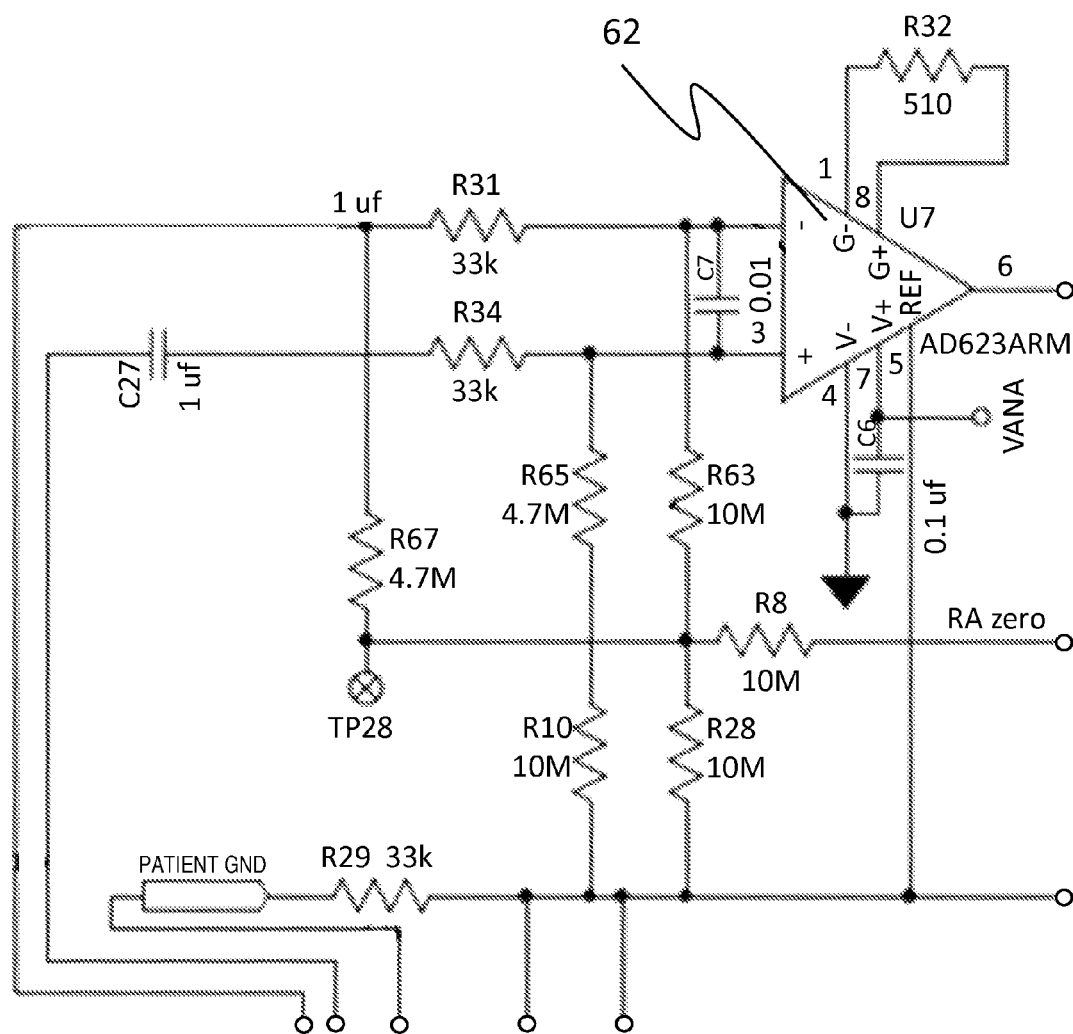 62
R32
510
1
8
U7
G-
G+
REF
V+
V-
-
+
6
AD623ARM
5
7
4
3
R31
33k
1 uf
R34
33k
C7
0.01
C27
1 uf
C6
0.1 uf
VANA
R65
4.7M
R63
10M
R67
4.7M
R8
10M
RA zero
TP28
R10
10M
R28
10M
PATIENT GND
R29 33k